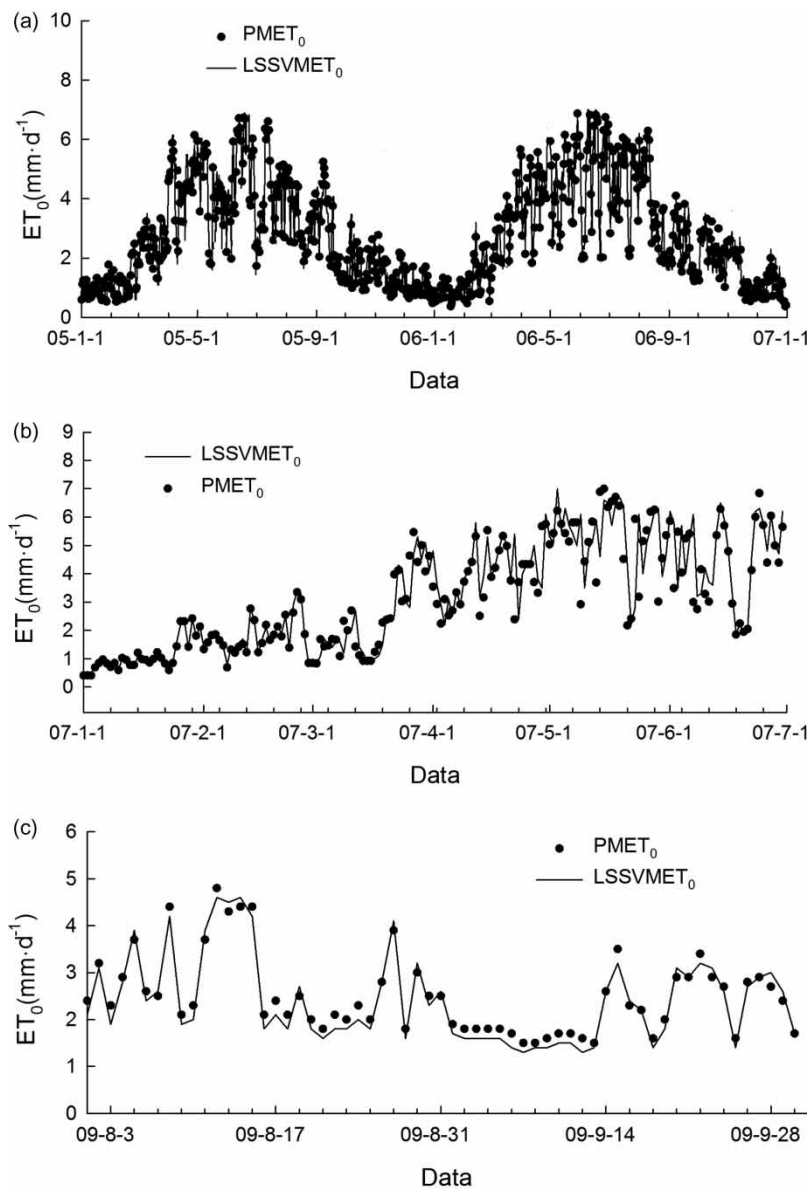 (a)
PMET₀
LSSVMET₀
ET₀(mm·d⁻¹)
10
8
6
4
2
0
05-1-1 05-5-1 05-9-1 06-1-1 06-5-1 06-9-1 07-1-1
Data
(b)
LSSVMET₀
PMET₀
ET₀(mm·d⁻¹)
9
8
7
6
5
4
3
2
1
0
07-1-1 07-2-1 07-3-1 07-4-1 07-5-1 07-6-1 07-7-1
Data
(c)
PMET₀
LSSVMET₀
ET₀(mm·d⁻¹)
6
5
4
3
2
1
0
09-8-3 09-8-17 09-8-31 09-9-14 09-9-28
Data